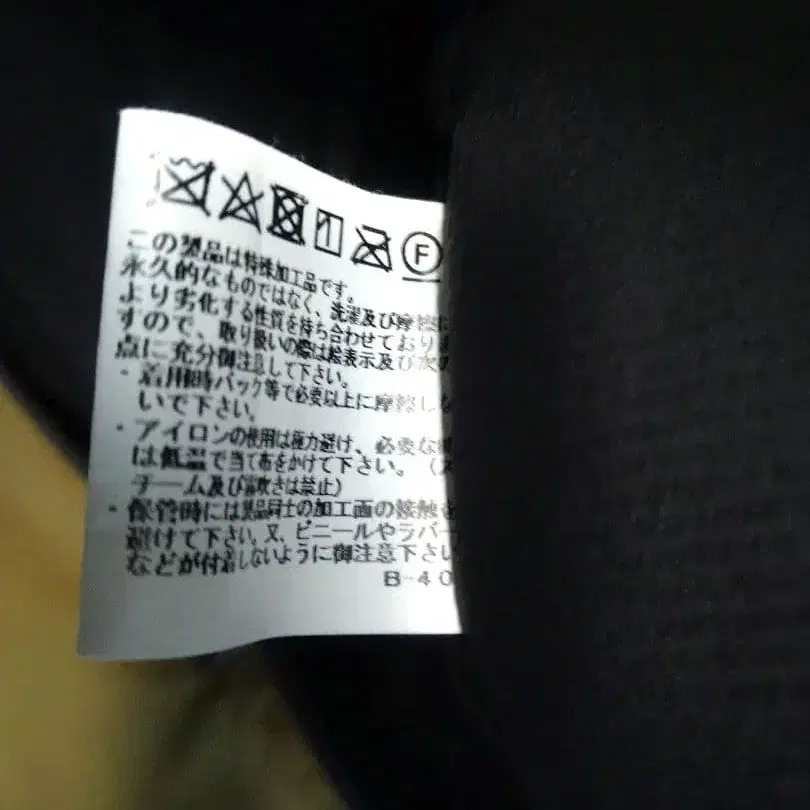 F
この製品は特殊加工品です。
永久的なものではなく、洗濯及び摩擦に
より劣化する性質を持ち合わせており
すので、取り扱いの際は絵表示及び次の
点に充分御注意して下さい。
・着用時バック等で必要以上に摩擦しな
いで下さい。
・アイロンの使用は極力避け、必要な
は低温で当て布をかけて下さい。(ス
チーム及び霧吹きは禁止)
・保管時には製品同士の加工面の接触を
避けて下さい。又、ビニールやラバー
などが付着しないように御注意下さい
B-40